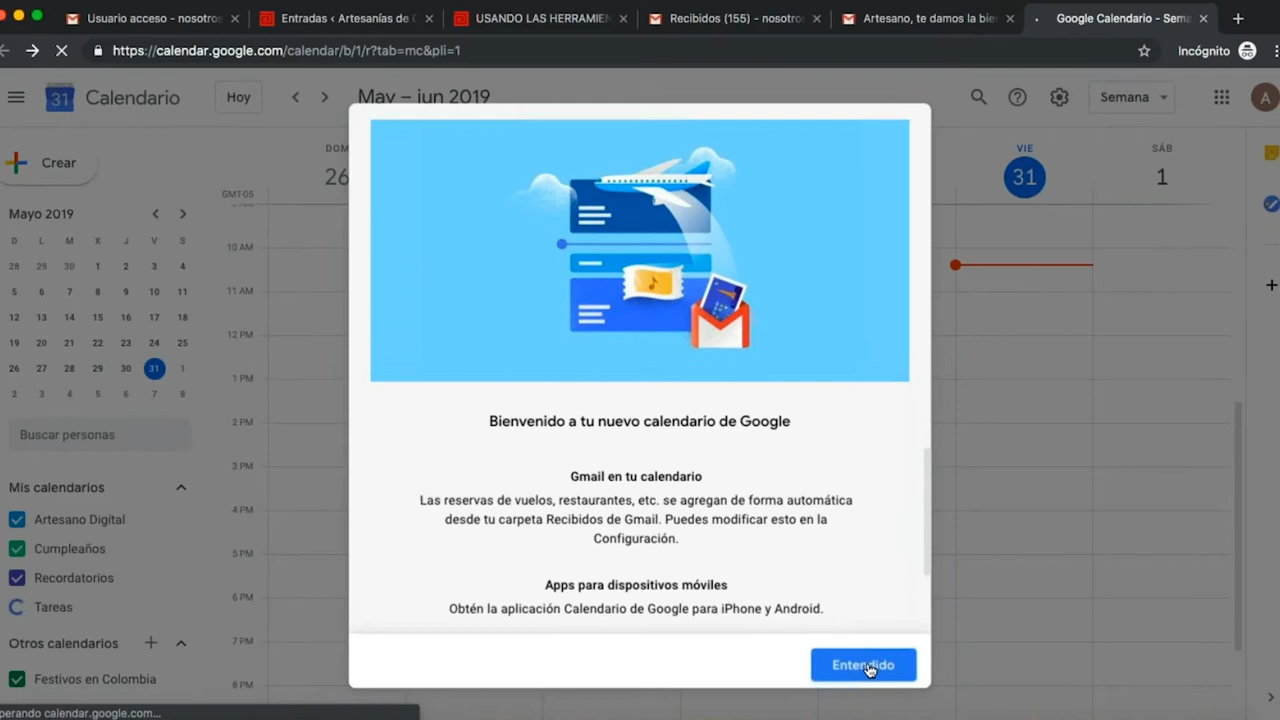 Usuario acceso - nosotros
Entradas ‹ Artesanías de
USANDO LAS HERRAMIEN
Recibidos (155) - nosotro
Artesano, te damos la bie
Google Calendario - Sema
https://calendar.google.com/calendar/b/1/r?tab=mc&pli=1
Incógnito
31
Calendario
Hoy
May – jun 2019
Semana
A
Crear
GMT-05
DOM
26
VIE
31
SÁB
1
Mayo 2019
D L M X J V S
28 29 30 1 2 3 4
5 6 7 8 9 10 11
12 13 14 15 16 17 18
19 20 21 22 23 24 25
26 27 28 29 30 31 1
2 3 4 5 6 7 8
Buscar personas
Mis calendarios
Artesano Digital
Cumpleaños
Recordatorios
Tareas
Otros calendarios
Festivos en Colombia
10 AM
11 AM
12 PM
1 PM
2 PM
3 PM
4 PM
5 PM
6 PM
7 PM
8 PM
Bienvenido a tu nuevo calendario de Google
Gmail en tu calendario
Las reservas de vuelos, restaurantes, etc. se agregan de forma automática
desde tu carpeta Recibidos de Gmail. Puedes modificar esto en la
Configuración.
Apps para dispositivos móviles
Obtén la aplicación Calendario de Google para iPhone y Android.
Entendido
perando calendar.google.com...